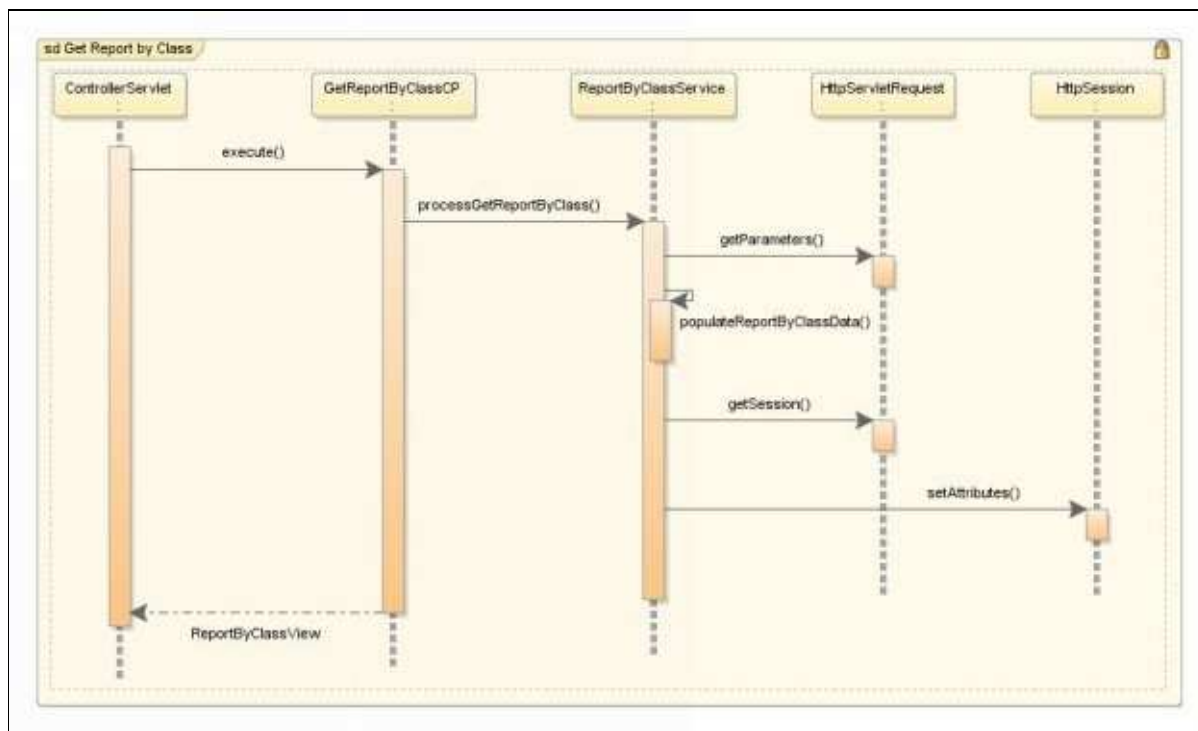 sd Get Report by Class
ControllerServlet
GetReportByClassCP
ReportByClassService
HttpServletRequest
HttpSession
execute()
processGetReportByClass()
getParameters()
populateReportByClassData()
getSession()
setAttributes()
ReportByClassView